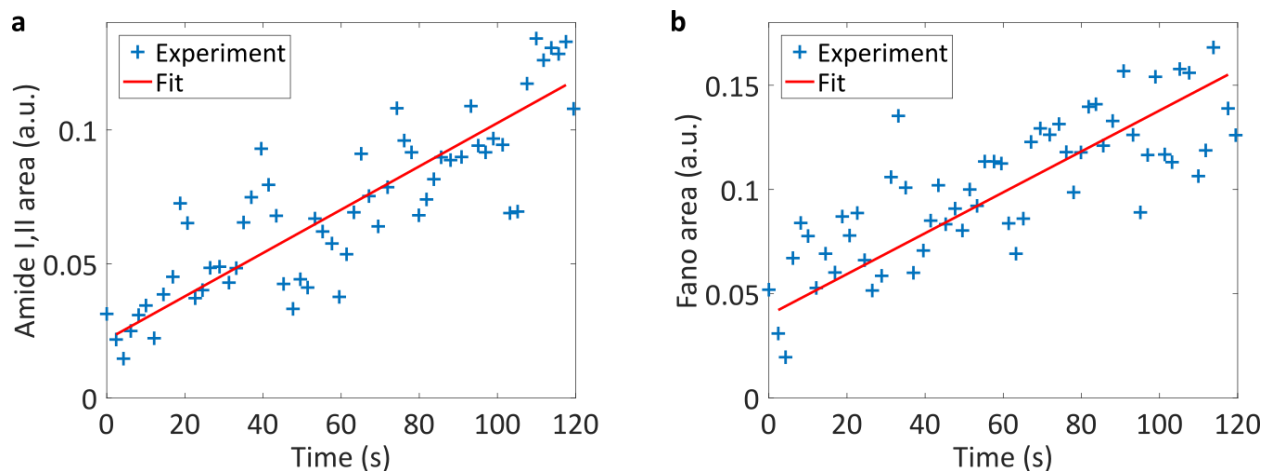 a
Amide I,II area (a.u.)
0.1
0.05
0
Experiment
Fit
0 20 40 60 80 100 120
Time (s)
b
Fano area (a.u.)
0.15
0.1
0.05
0
Experiment
Fit
0 20 40 60 80 100 120
Time (s)